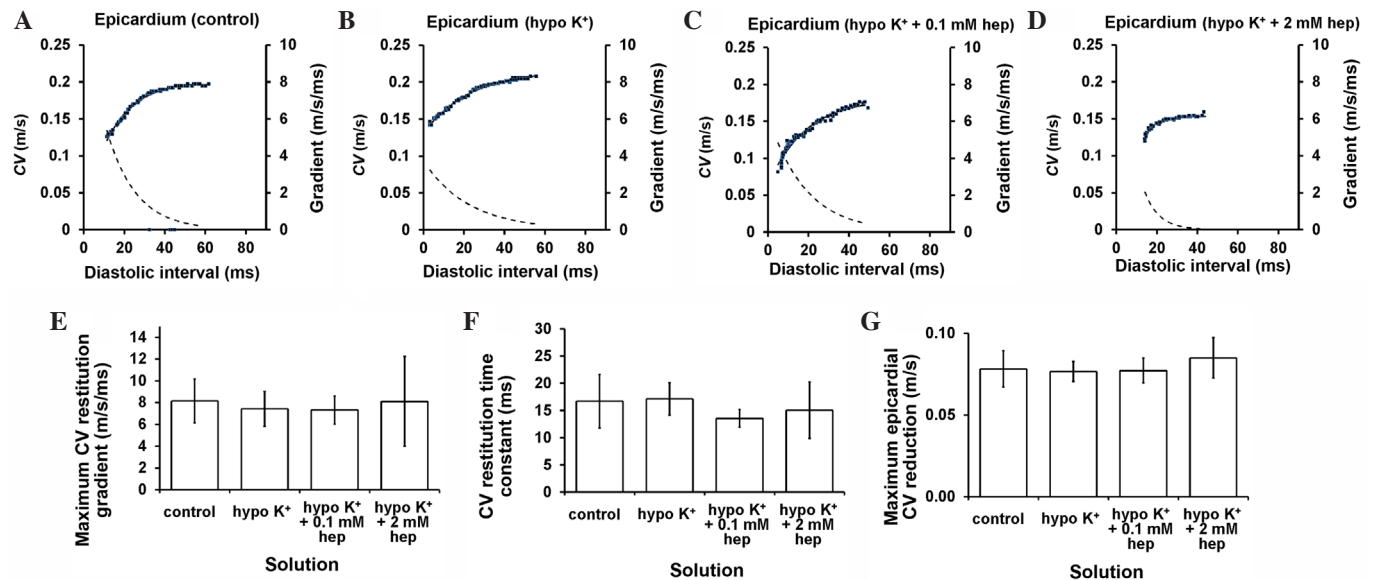 A
Epicardium (control)
0.25
0.2
0.15
0.1
0.05
0
10
8
6
4
2
0
CV (m/s)
Gradient (m/s/ms)
0 20 40 60 80
Diastolic interval (ms)
B
Epicardium (hypo K⁺)
0.25
0.2
0.15
0.1
0.05
0
10
8
6
4
2
0
CV (m/s)
Gradient (m/s/ms)
0 20 40 60 80
Diastolic interval (ms)
C
Epicardium (hypo K⁺ + 0.1 mM hep)
0.25
0.2
0.15
0.1
0.05
0
10
8
6
4
2
0
CV (m/s)
Gradient (m/s/ms)
0 20 40 60 80
Diastolic interval (ms)
D
Epicardium (hypo K⁺ + 2 mM hep)
0.25
0.2
0.15
0.1
0.05
0
10
8
6
4
2
0
CV (m/s)
Gradient (m/s/ms)
0 20 40 60 80
Diastolic interval (ms)
E
Maximum CV restitution
gradient (m/s/ms)
14
12
10
8
6
4
2
0
control
hypo K⁺
hypo K⁺
+ 0.1 mM
hep
hypo K⁺
+ 2 mM
hep
Solution
F
CV restitution time
constant (ms)
30
25
20
15
10
5
0
control
hypo K⁺
hypo K⁺
+ 0.1 mM
hep
hypo K⁺
+ 2 mM
hep
Solution
G
Maximum epicardial
CV reduction (m/s)
0.10
0.05
0.00
control
hypo K⁺
hypo K⁺
+ 0.1 mM
hep
hypo K⁺
+ 2 mM
hep
Solution